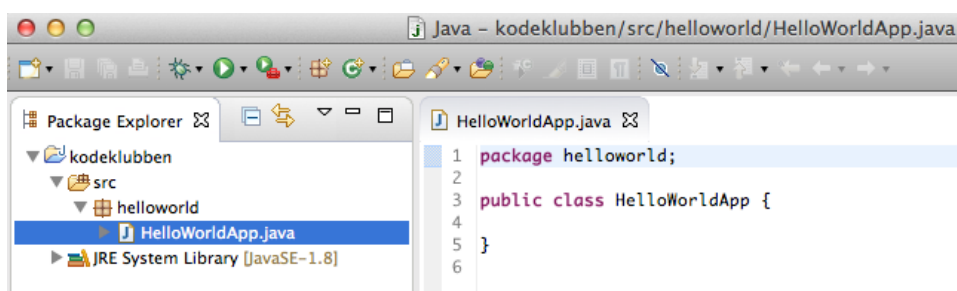 Java – kodeklubben/src/helloworld/HelloWorldApp.java
Package Explorer
kodeklubben
src
helloworld
HelloWorldApp.java
JRE System Library [JavaSE-1.8]
HelloWorldApp.java
1 package helloworld;
2
3 public class HelloWorldApp {
4
5 }
6